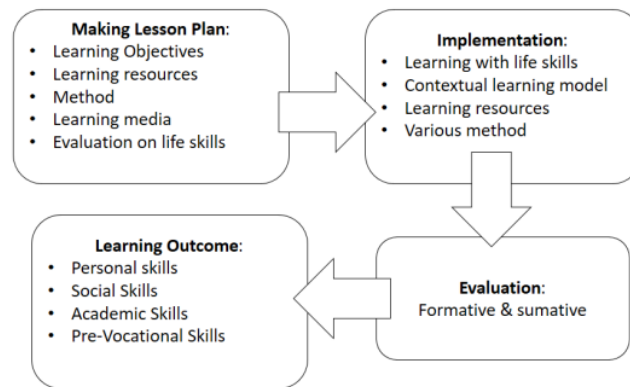 Making Lesson Plan:
• Learning Objectives
• Learning resources
• Method
• Learning media
• Evaluation on life skills
Implementation:
• Learning with life skills
• Contextual learning model
• Learning resources
• Various method
Evaluation:
Formative & sumative
Learning Outcome:
• Personal skills
• Social Skills
• Academic Skills
• Pre-Vocational Skills